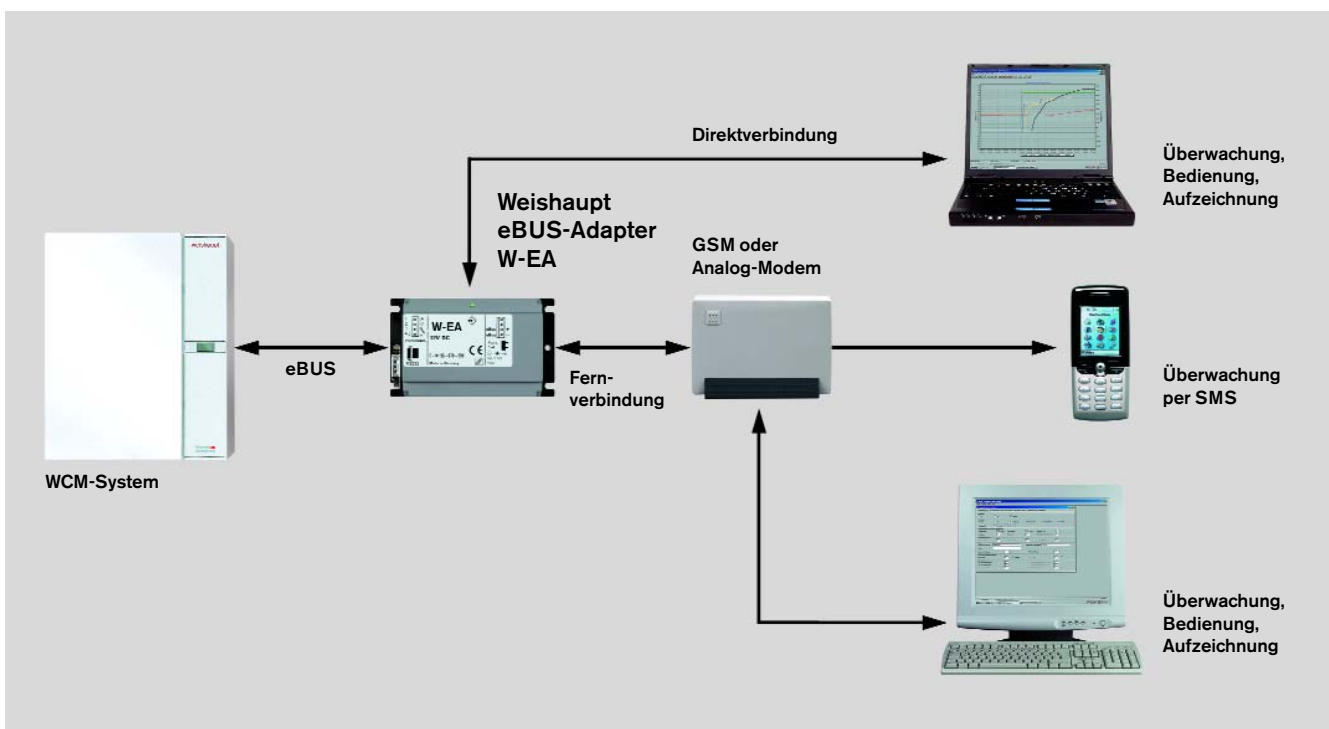 Direktverbindung
Überwachung,
Bedienung,
Aufzeichnung
Weishaupt
eBUS-Adapter
W-EA
GSM oder
Analog-Modem
W-EA
eBUS
Fern-
verbindung
Überwachung
per SMS
WCM-System
Überwachung,
Bedienung,
Aufzeichnung